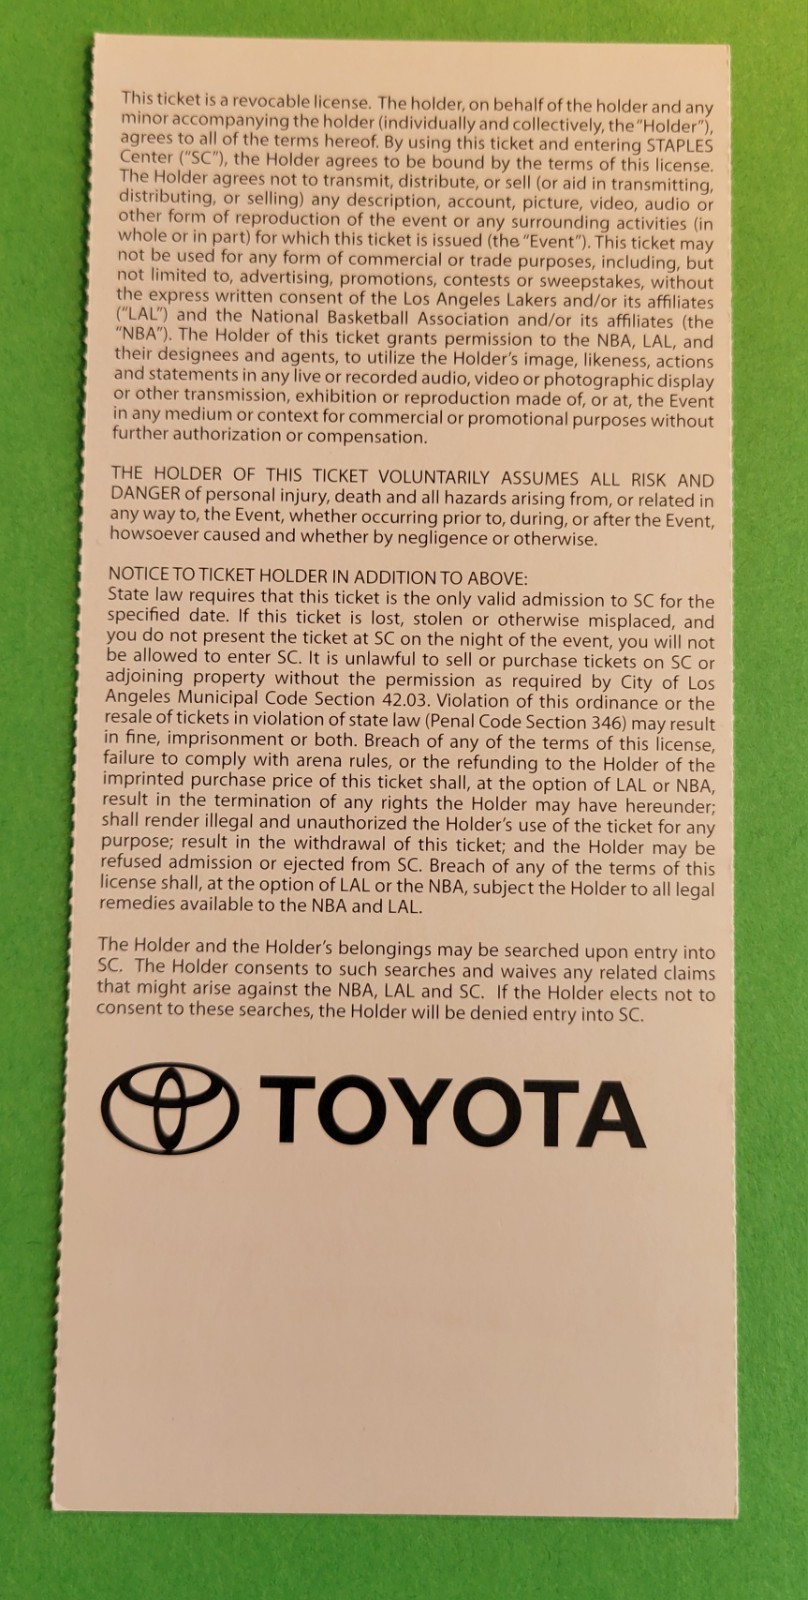 This ticket is a revocable license. The holder, on behalf of the holder and any
minor accompanying the holder (individually and collectively, the "Holder"),
agrees to all of the terms hereof. By using this ticket and entering STAPLES
Center ("SC"), the Holder agrees to be bound by the terms of this license.
The Holder agrees not to transmit, distribute, or sell (or aid in transmitting,
distributing, or selling) any description, account, picture, video, audio or
other form of reproduction of the event or any surrounding activities (in
whole or in part) for which this ticket is issued (the "Event"). This ticket may
not be used for any form of commercial or trade purposes, including, but
not limited to, advertising, promotions, contests or sweepstakes, without
the express written consent of the Los Angeles Lakers and/or its affiliates
("LAL") and the National Basketball Association and/or its affiliates (the
"NBA"). The Holder of this ticket grants permission to the NBA, LAL, and
their designees and agents, to utilize the Holder's image, likeness, actions
and statements in any live or recorded audio, video or photographic display
or other transmission, exhibition or reproduction made of, or at, the Event
in any medium or context for commercial or promotional purposes without
further authorization or compensation.
THE HOLDER OF THIS TICKET VOLUNTARILY ASSUMES ALL RISK AND
DANGER of personal injury, death and all hazards arising from, or related in
any way to, the Event, whether occurring prior to, during, or after the Event,
howsoever caused and whether by negligence or otherwise.
NOTICE TO TICKET HOLDER IN ADDITION TO ABOVE:
State law requires that this ticket is the only valid admission to SC for the
specified date. If this ticket is lost, stolen or otherwise misplaced, and
you do not present the ticket at SC on the night of the event, you will not
be allowed to enter SC. It is unlawful to sell or purchase tickets on SC or
adjoining property without the permission as required by City of Los
Angeles Municipal Code Section 42.03. Violation of this ordinance or the
resale of tickets in violation of state law (Penal Code Section 346) may result
in fine, imprisonment or both. Breach of any of the terms of this license,
failure to comply with arena rules, or the refunding to the Holder of the
imprinted purchase price of this ticket shall, at the option of LAL or NBA,
result in the termination of any rights the Holder may have hereunder;
shall render illegal and unauthorized the Holder's use of the ticket for any
purpose; result in the withdrawal of this ticket; and the Holder may be
refused admission or ejected from SC. Breach of any of the terms of this
license shall, at the option of LAL or the NBA, subject the Holder to all legal
remedies available to the NBA and LAL.
The Holder and the Holder's belongings may be searched upon entry into
SC. The Holder consents to such searches and waives any related claims
that might arise against the NBA, LAL and SC. If the Holder elects not to
consent to these searches, the Holder will be denied entry into SC.
TOYOTA